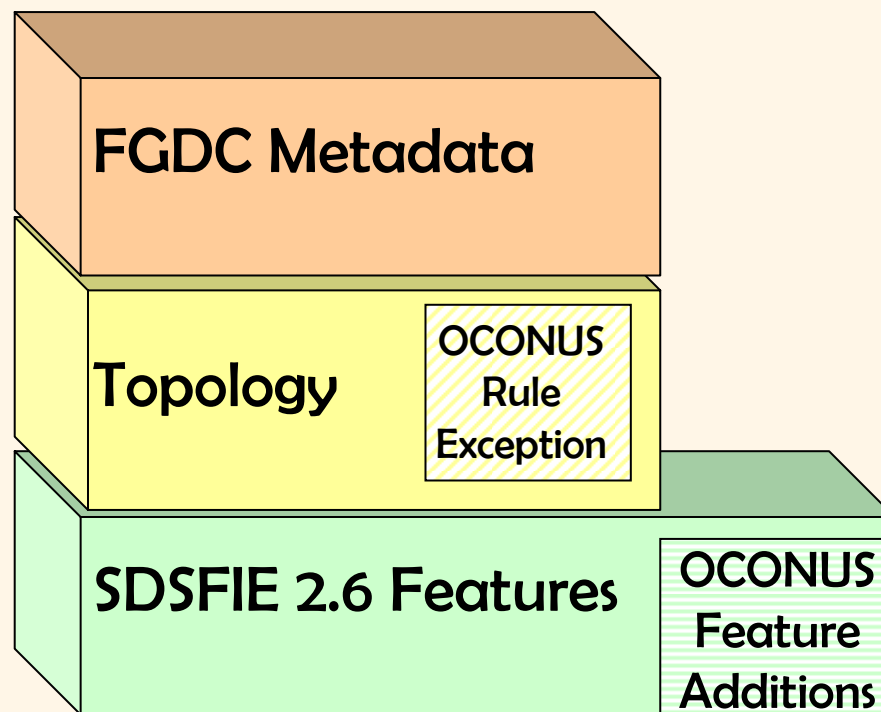 FGDC Metadata
Topology
OCONUS
Rule
Exception
SDSFIE 2.6 Features
OCONUS
Feature
Additions